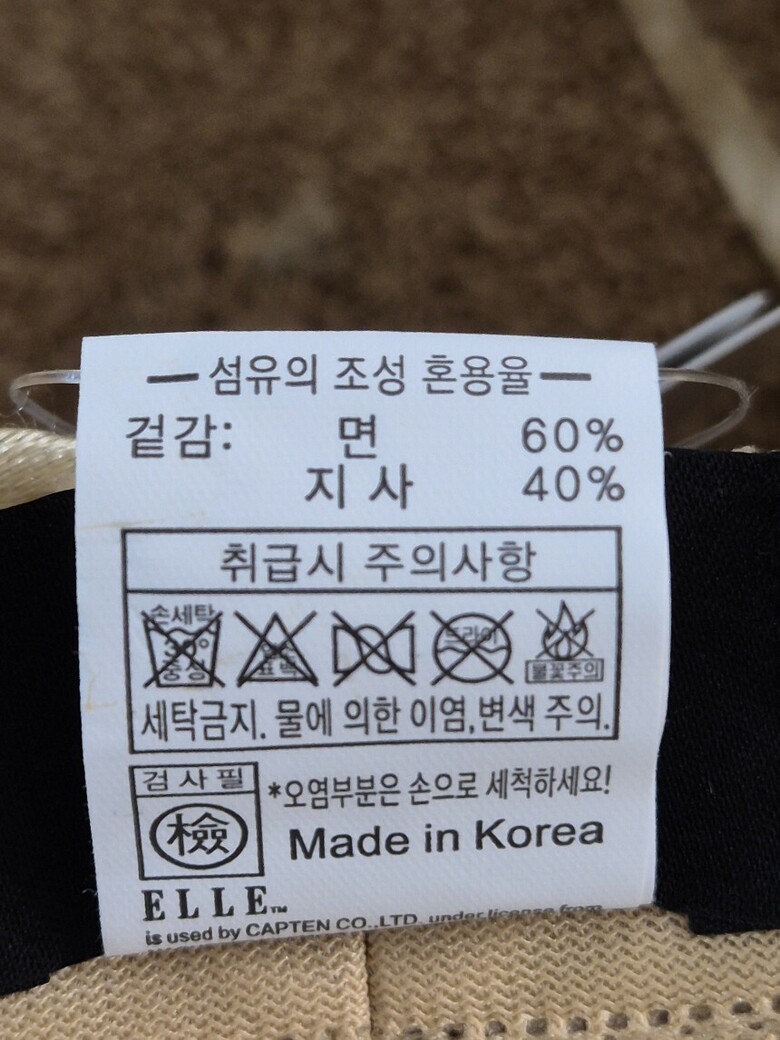 섬유의 조성 혼용율
겉감: 면 60%
지사 40%
취급시 주의사항
손세탁 30° 중성
표백
드라이
불꽃주의
세탁금지. 물에 의한 이염,변색 주의.
검사필
檢
*오염부분은 손으로 세척하세요!
Made in Korea
ELLE™
is used by CAPTEN CO.,LTD. under license from